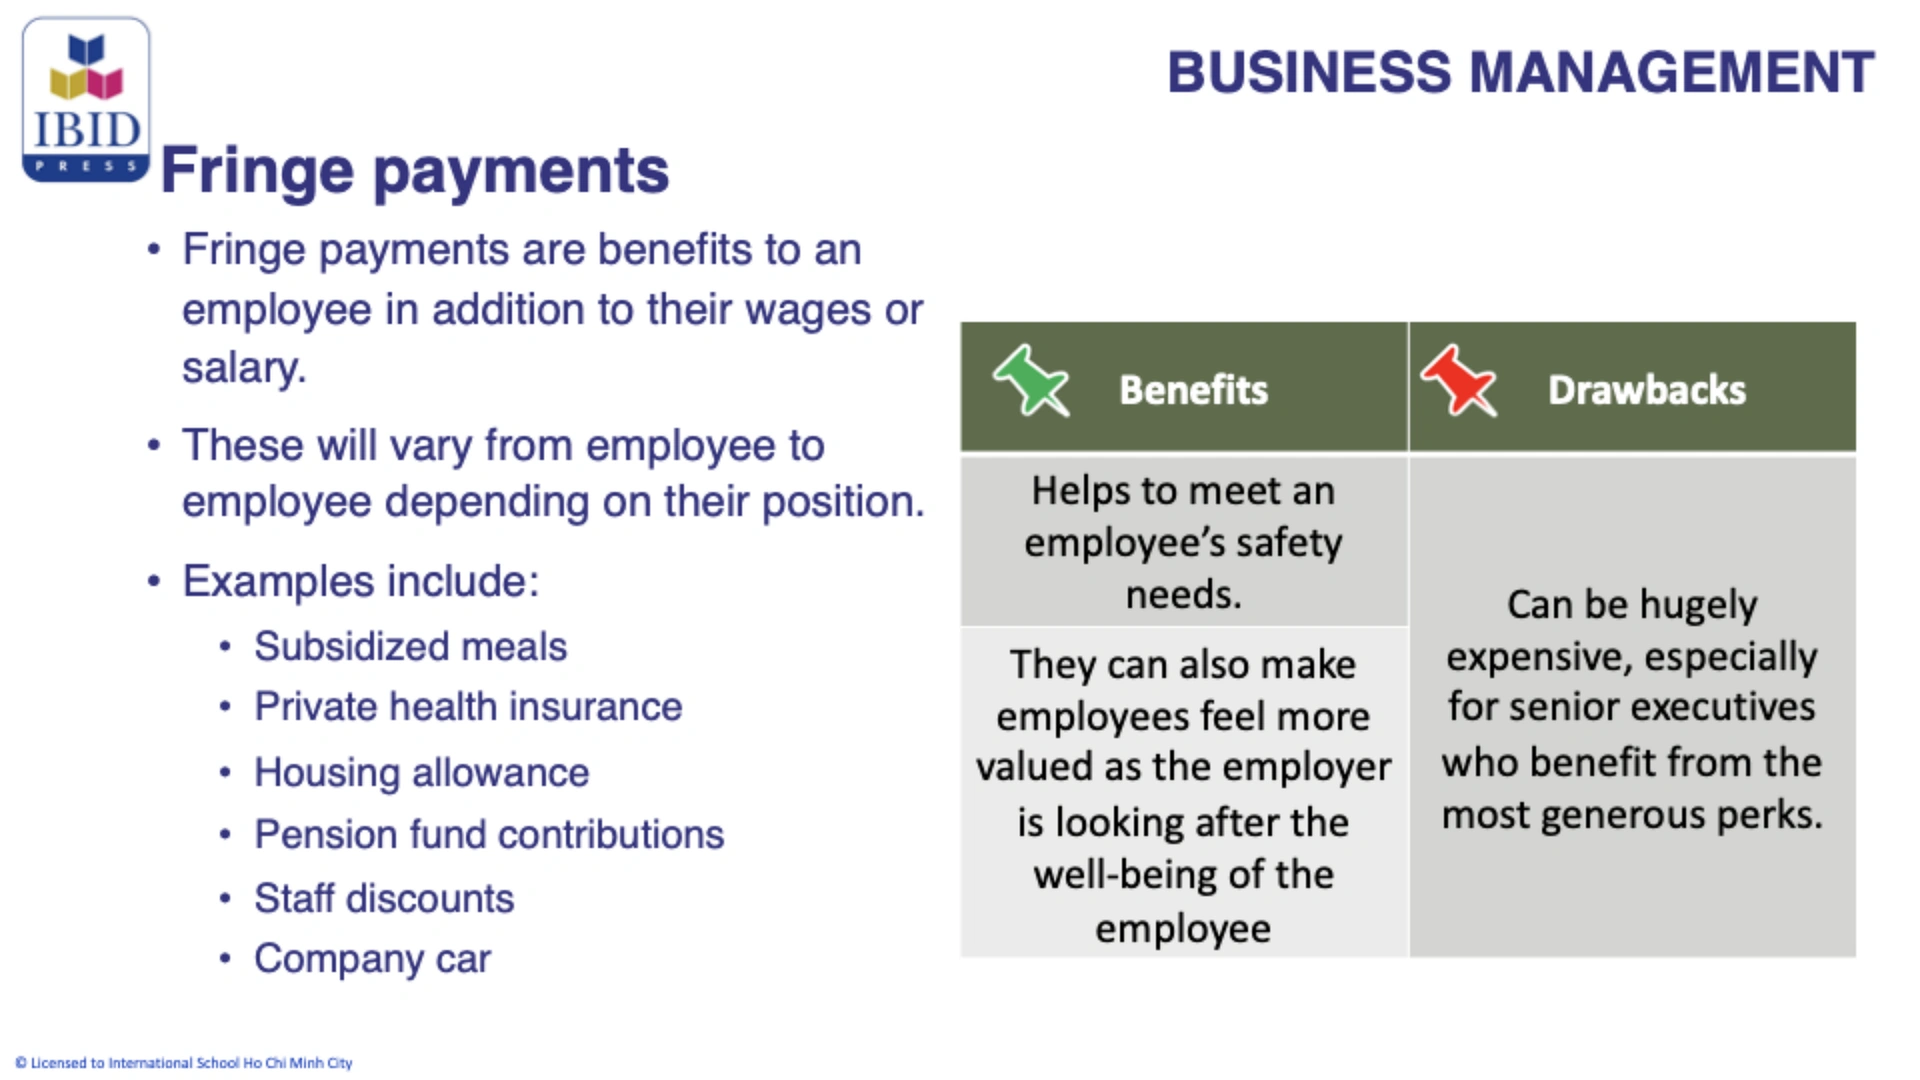 IBID
PRESS
BUSINESS MANAGEMENT
Fringe payments
• Fringe payments are benefits to an
employee in addition to their wages or
salary.
• These will vary from employee to
employee depending on their position.
• Examples include:
• Subsidized meals
• Private health insurance
• Housing allowance
• Pension fund contributions
• Staff discounts
• Company car
Benefits
Drawbacks
Helps to meet an
employee’s safety
needs.
They can also make
employees feel more
valued as the employer
is looking after the
well-being of the
employee
Can be hugely
expensive, especially
for senior executives
who benefit from the
most generous perks.
© Licensed to International School Ho Chi Minh City